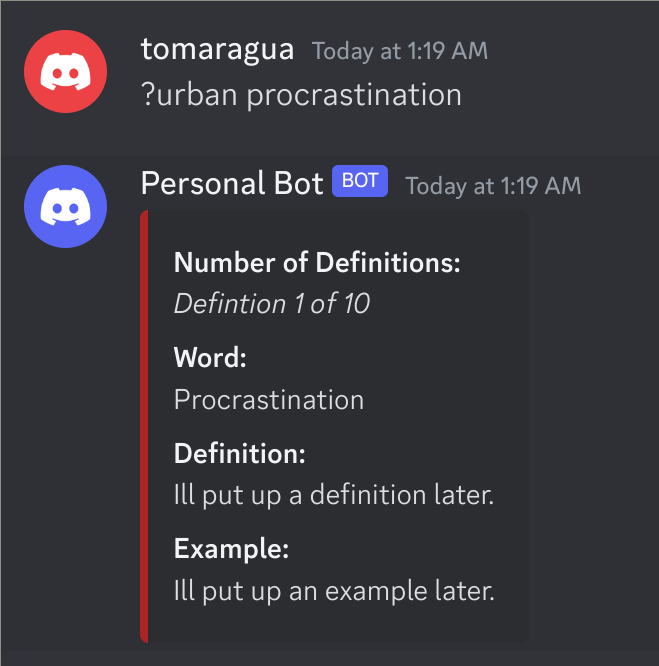 tomaragua Today at 1:19 AM
?urban procrastination
Personal Bot BOT Today at 1:19 AM
Number of Definitions:
Defintion 1 of 10
Word:
Procrastination
Definition:
Ill put up a definition later.
Example:
Ill put up an example later.